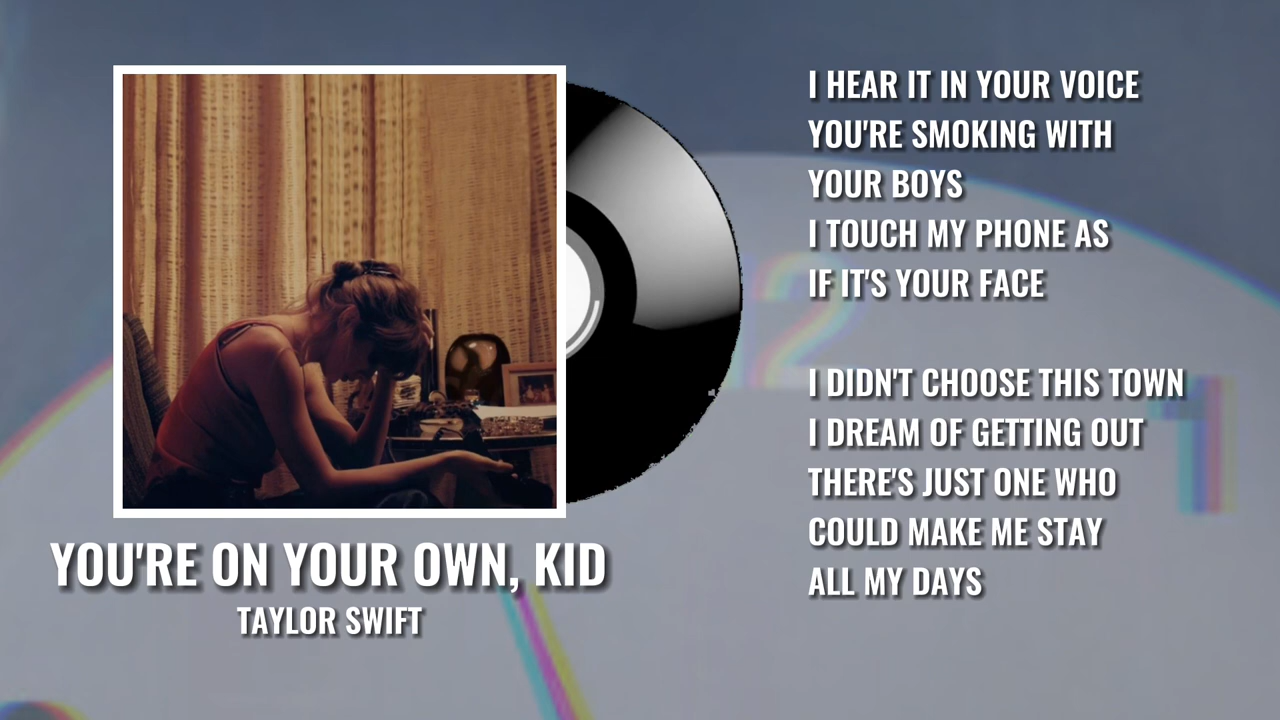 YOU'RE ON YOUR OWN, KID
TAYLOR SWIFT
I HEAR IT IN YOUR VOICE
YOU'RE SMOKING WITH
YOUR BOYS
I TOUCH MY PHONE AS
IF IT'S YOUR FACE
I DIDN'T CHOOSE THIS TOWN
I DREAM OF GETTING OUT
THERE'S JUST ONE WHO
COULD MAKE ME STAY
ALL MY DAYS
12
1